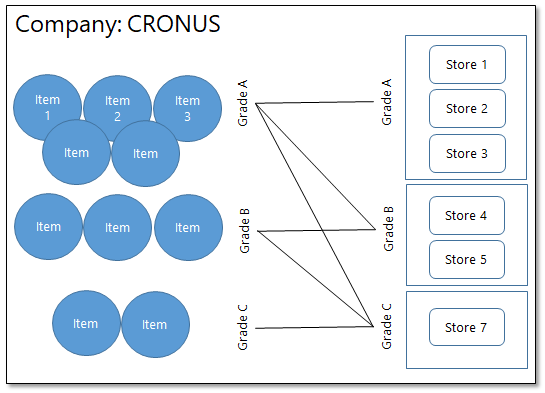 Company: CRONUS
Item
1
Item
2
Item
3
Item
Item
Grade A
Grade A
Store 1
Store 2
Store 3
Item
Item
Item
Grade B
Grade B
Store 4
Store 5
Item
Item
Grade C
Grade C
Store 7